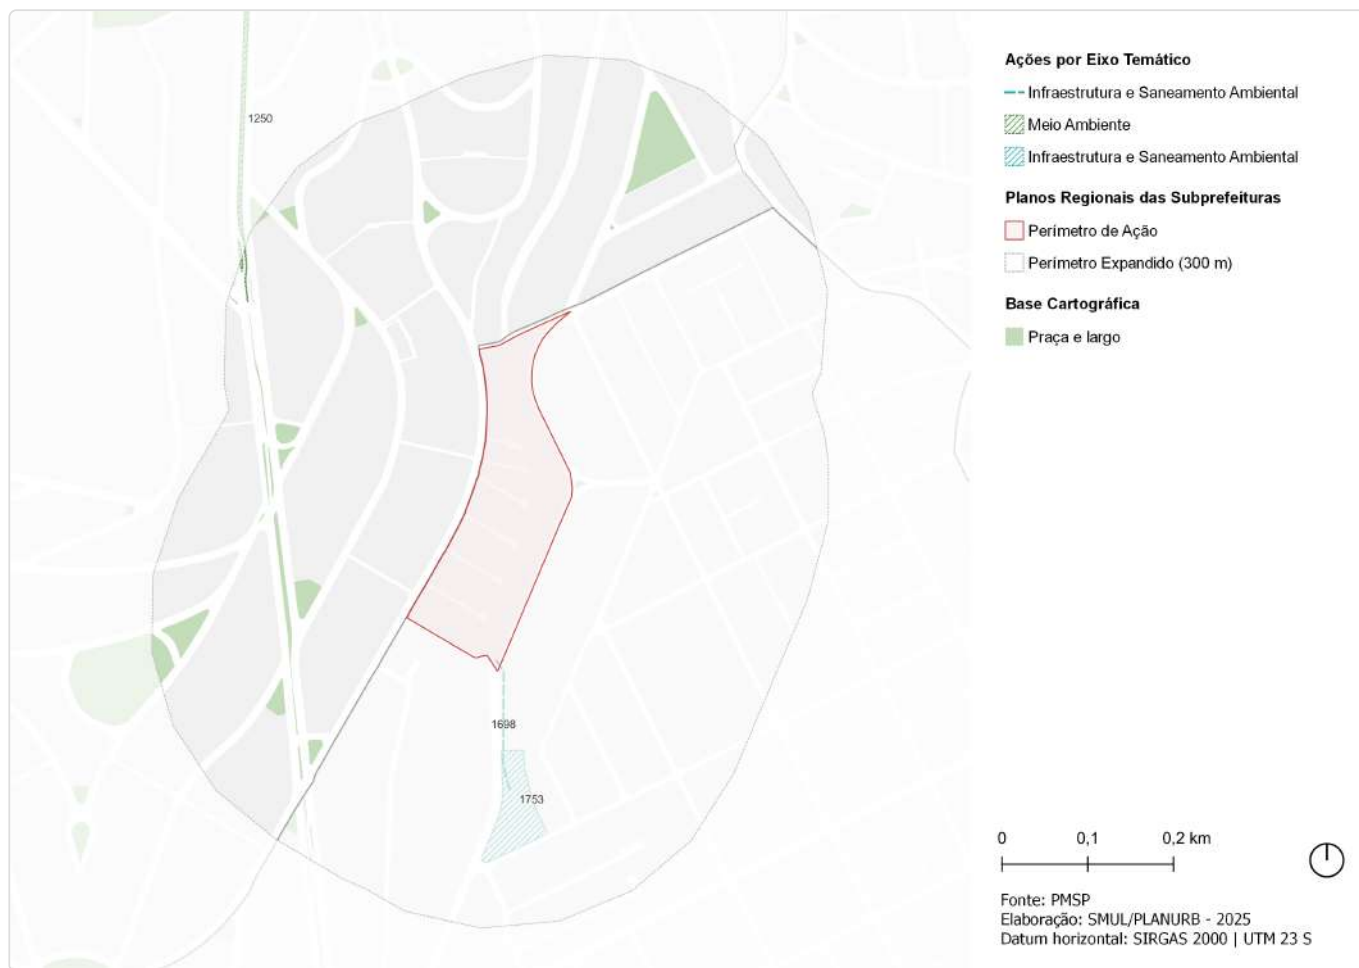 1250
1698
1753
Ações por Eixo Temático
Infraestrutura e Saneamento Ambiental
Meio Ambiente
Infraestrutura e Saneamento Ambiental
Planos Regionais das Subprefeituras
Perímetro de Ação
Perímetro Expandido (300 m)
Base Cartográfica
Praça e largo
0 0,1 0,2 km
Fonte: PMSP
Elaboração: SMUL/PLANURB - 2025
Datum horizontal: SIRGAS 2000 | UTM 23 S